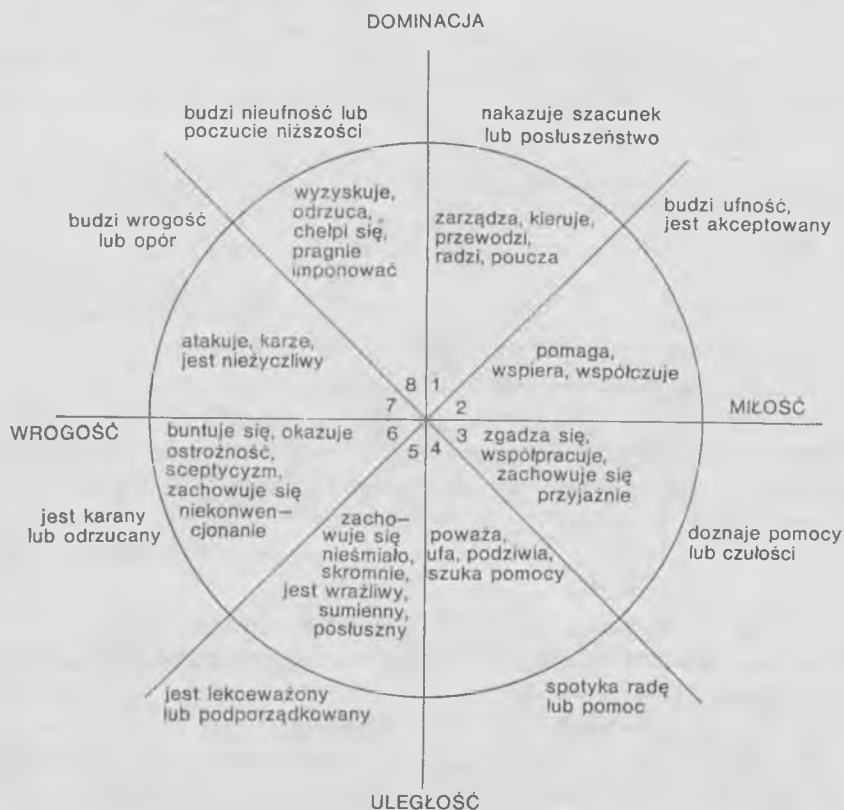 DOMINACJA
budzi nieufność lub
poczucie niższości
nakazuje szacunek
lub posłuszeństwo
budzi wrogość
lub opór
wyzyskuje,
odrzuca,
chełpi się,
pragnie
imponować
zarządza, kieruje,
przewodzi,
radzi, poucza
budzi ufność,
jest akceptowany
atakuje, karze,
jest nieżyczliwy
pomaga,
wspiera, współczuje
8 1
7 2
WROGOŚĆ
MIŁOŚĆ
6 3
5 4
buntuje się, okazuje
ostrożność,
sceptycyzm,
zachowuje się
niekonwen–
cjonanie
zgadza się,
współpracuje,
zachowuje się
przyjaźnie
jest karany
lub odrzucany
zacho–
wuje się
nieśmiało,
skromnie,
jest wrażliwy,
sumienny,
posłuszny
poważa,
ufa, podziwia,
szuka pomocy
doznaje pomocy
lub czułości
jest lekceważony
lub podporządkowany
spotyka radę
lub pomoc
ULEGŁOŚĆ